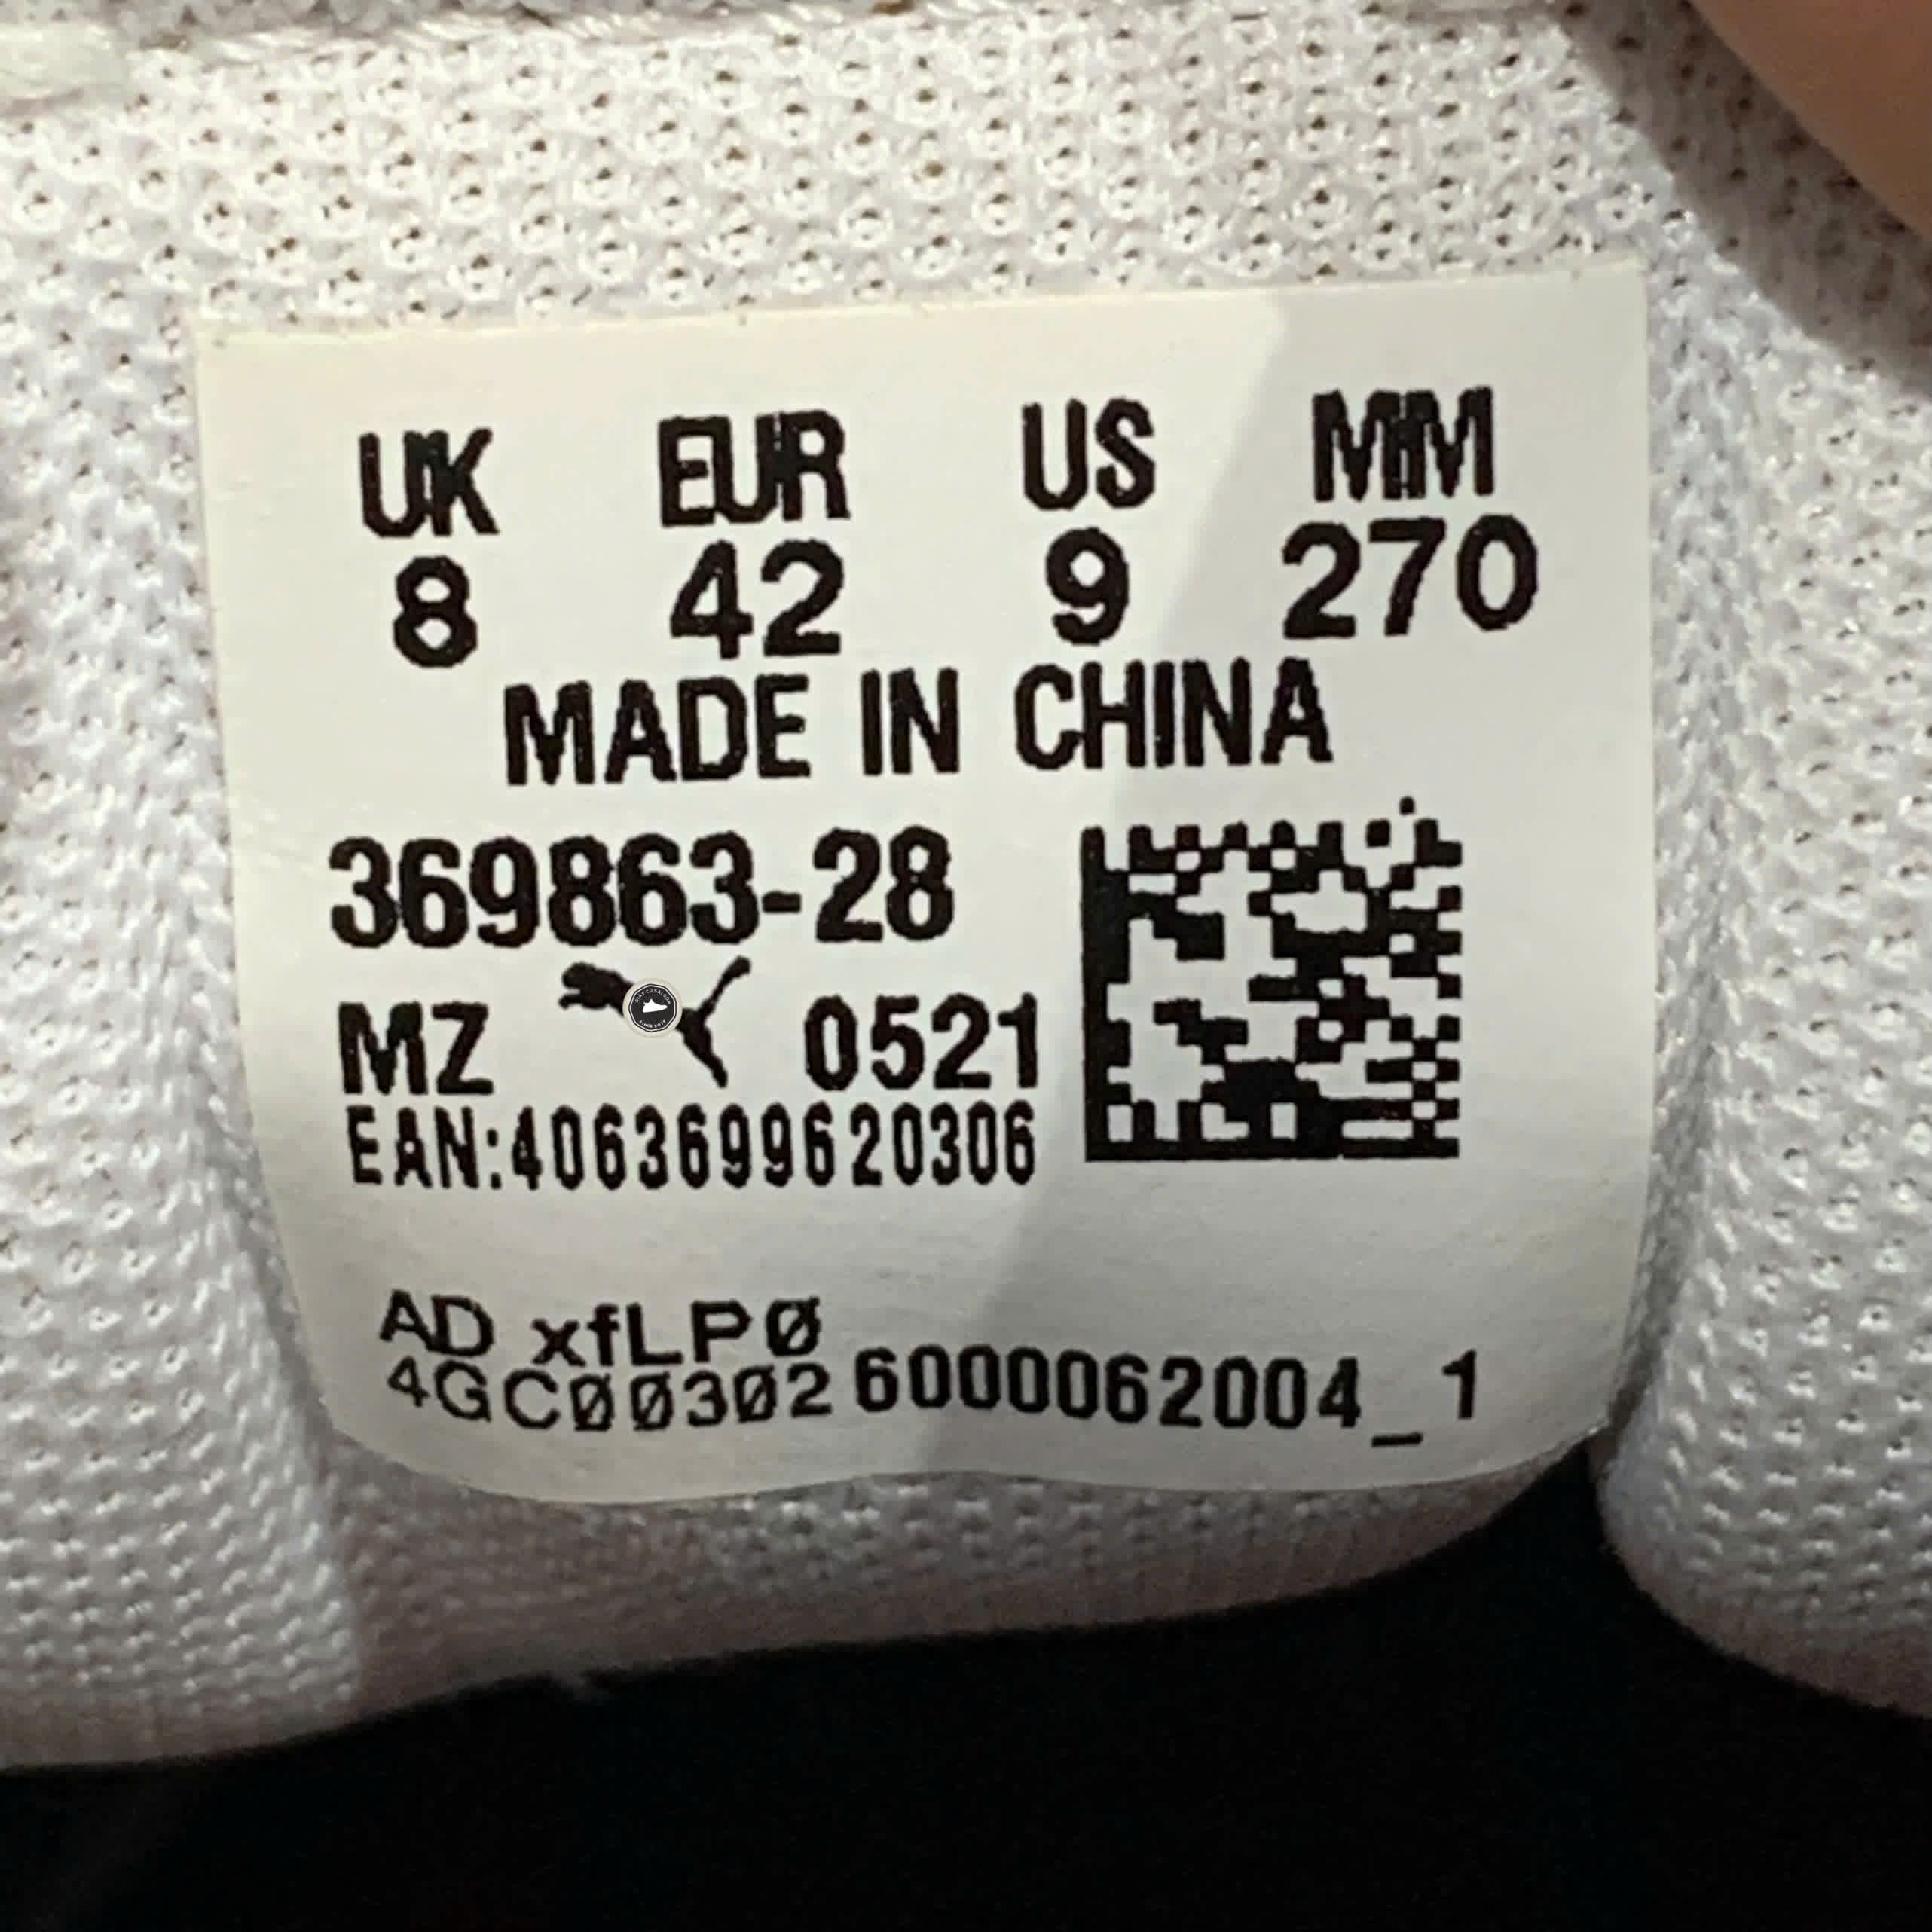 UK EUR US MM
8 42 9 270
MADE IN CHINA
369863-28
MZ 0521
EAN:4063699620306
AD xfLPØ
4GCØØ3Ø2 6000062004_1